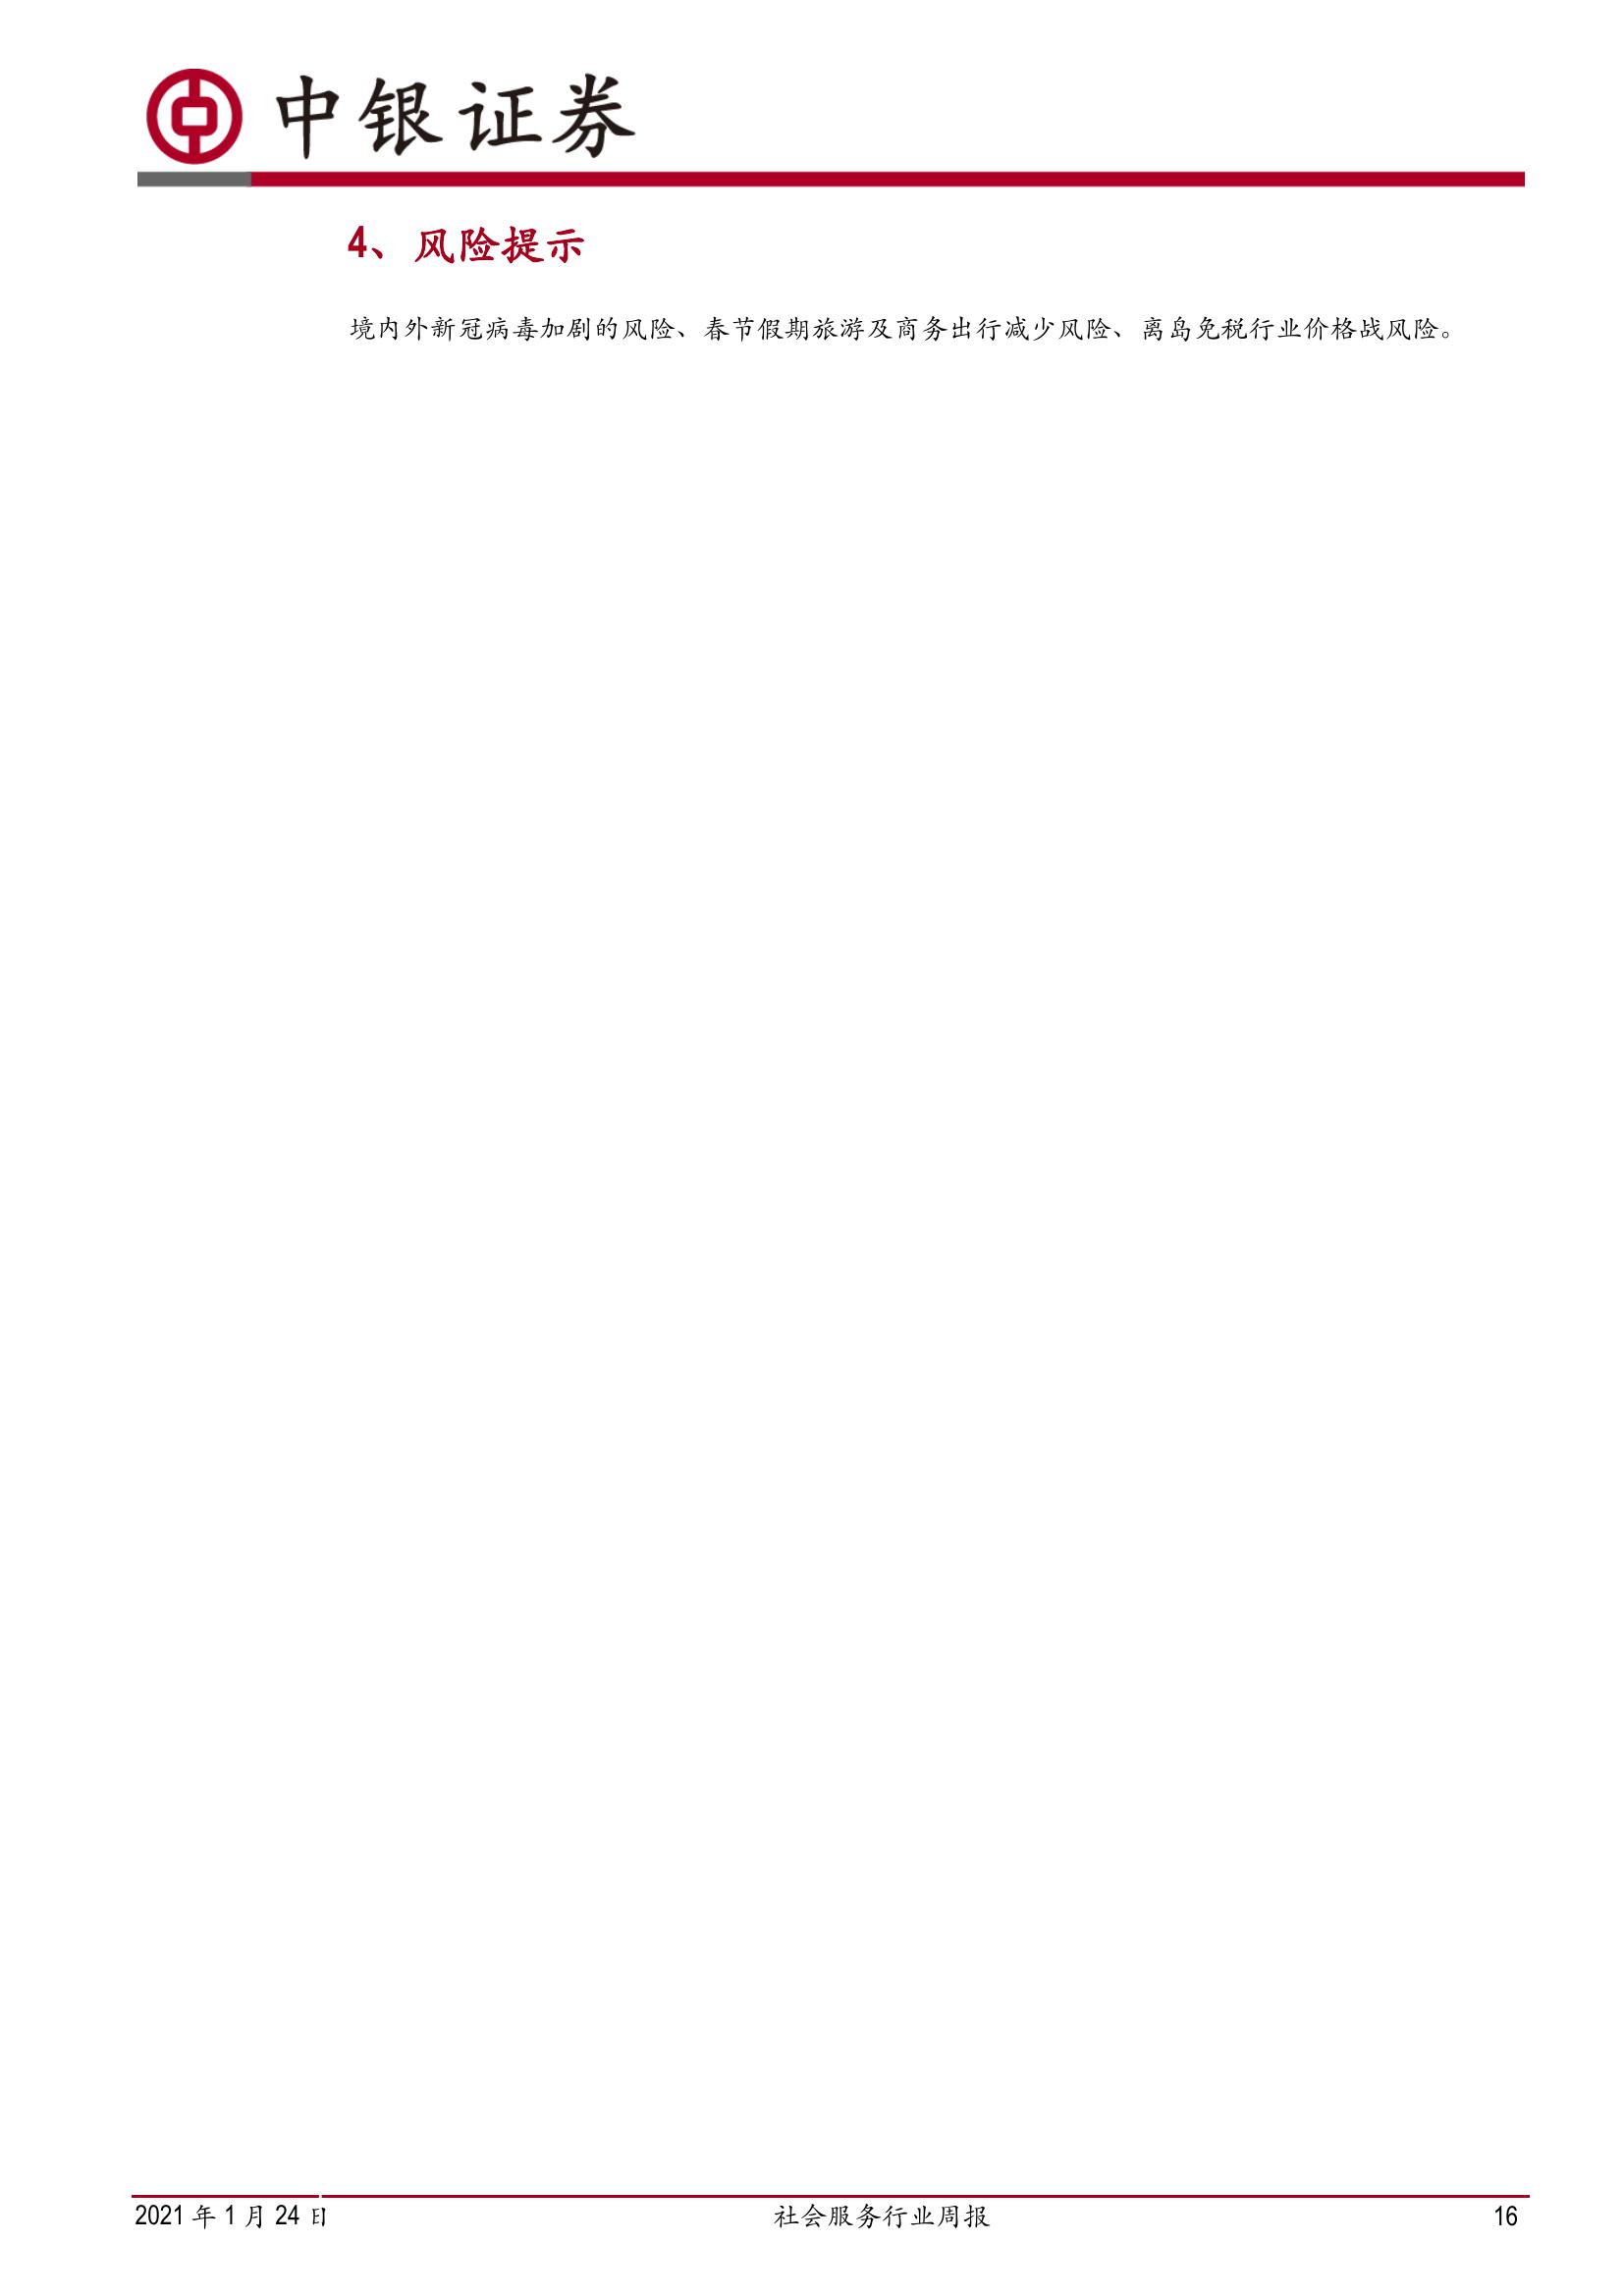 中银证券
4、风险提示
境内外新冠病毒加剧的风险、春节假期旅游及商务出行减少风险、离岛免税行业价格战风险。
2021 年 1 月 24 日 社会服务行业周报 16